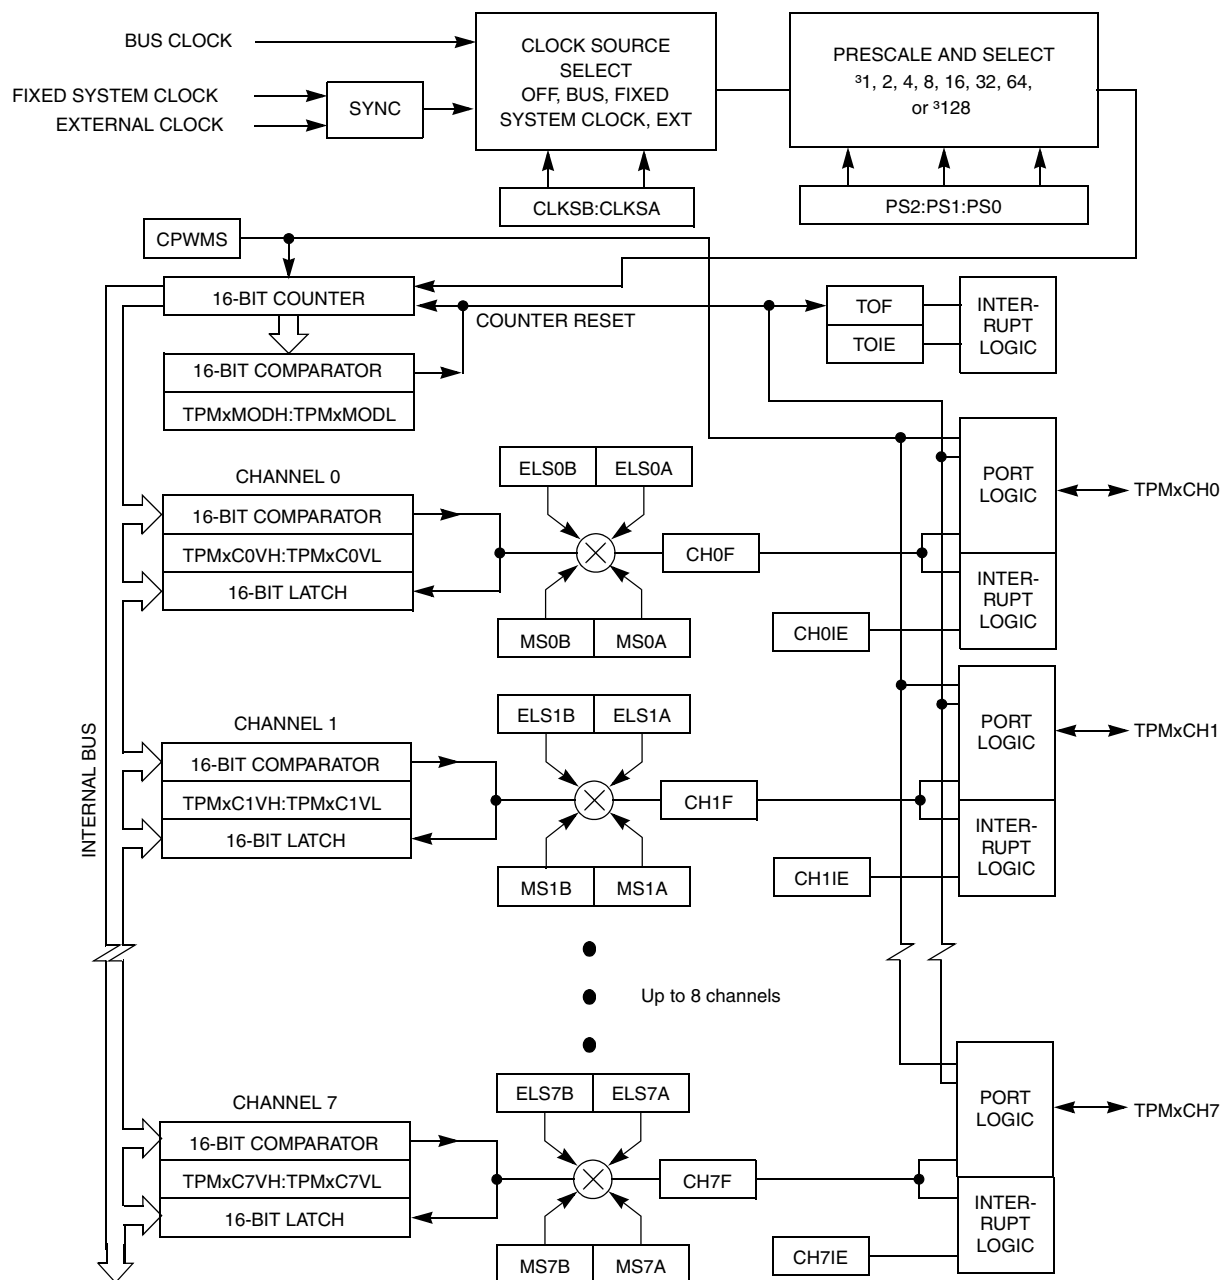 BUS CLOCK
FIXED SYSTEM CLOCK
EXTERNAL CLOCK
SYNC
CLOCK SOURCE
SELECT
OFF, BUS, FIXED
SYSTEM CLOCK, EXT
PRESCALE AND SELECT
³1, 2, 4, 8, 16, 32, 64,
or ³128
CLKSB:CLKSA
PS2:PS1:PS0
CPWMS
16-BIT COUNTER
COUNTER RESET
TOF
TOIE
INTER-
RUPT
LOGIC
16-BIT COMPARATOR
TPMxMODH:TPMxMODL
INTERNAL BUS
CHANNEL 0
16-BIT COMPARATOR
TPMxC0VH:TPMxC0VL
16-BIT LATCH
ELS0B
ELS0A
MS0B
MS0A
CH0F
CH0IE
PORT
LOGIC
INTER-
RUPT
LOGIC
TPMxCH0
CHANNEL 1
16-BIT COMPARATOR
TPMxC1VH:TPMxC1VL
16-BIT LATCH
ELS1B
ELS1A
MS1B
MS1A
CH1F
CH1IE
PORT
LOGIC
INTER-
RUPT
LOGIC
TPMxCH1
Up to 8 channels
CHANNEL 7
16-BIT COMPARATOR
TPMxC7VH:TPMxC7VL
16-BIT LATCH
ELS7B
ELS7A
MS7B
MS7A
CH7F
CH7IE
PORT
LOGIC
INTER-
RUPT
LOGIC
TPMxCH7